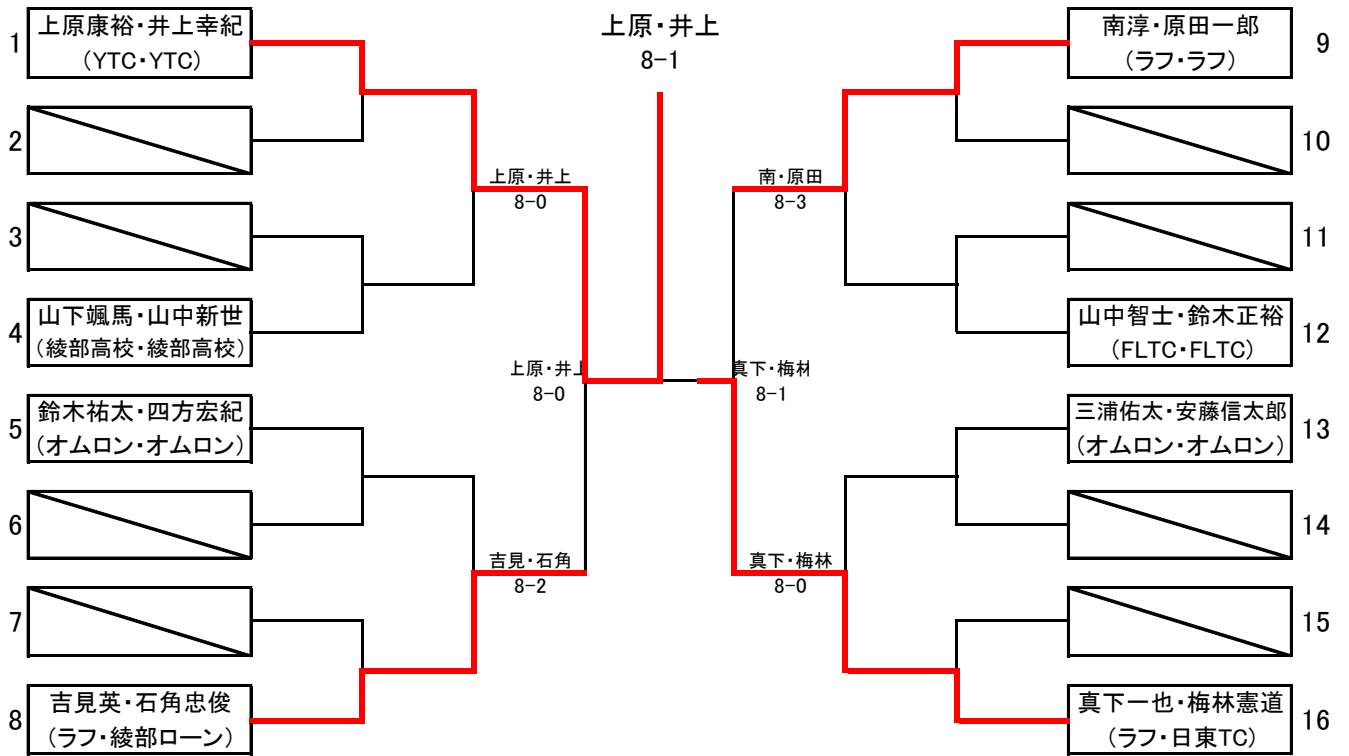 1
上原康裕・井上幸紀
(YTC・YTC)
2
3
4
山下颯馬・山中新世
(綾部高校・綾部高校)
5
鈴木祐太・四方宏紀
(オムロン・オムロン)
6
7
8
吉見英・石角忠俊
(ラフ・綾部ローン)
上原・井上
8-0
吉見・石角
8-2
上原・井上
8-0
上原・井上
8-1
真下・梅林
8-1
南・原田
8-3
真下・梅林
8-0
南淳・原田一郎
(ラフ・ラフ)
9
10
11
山中智士・鈴木正裕
(FLTC・FLTC)
12
三浦佑太・安藤信太郎
(オムロン・オムロン)
13
14
15
真下一也・梅林憲道
(ラフ・日東TC)
16